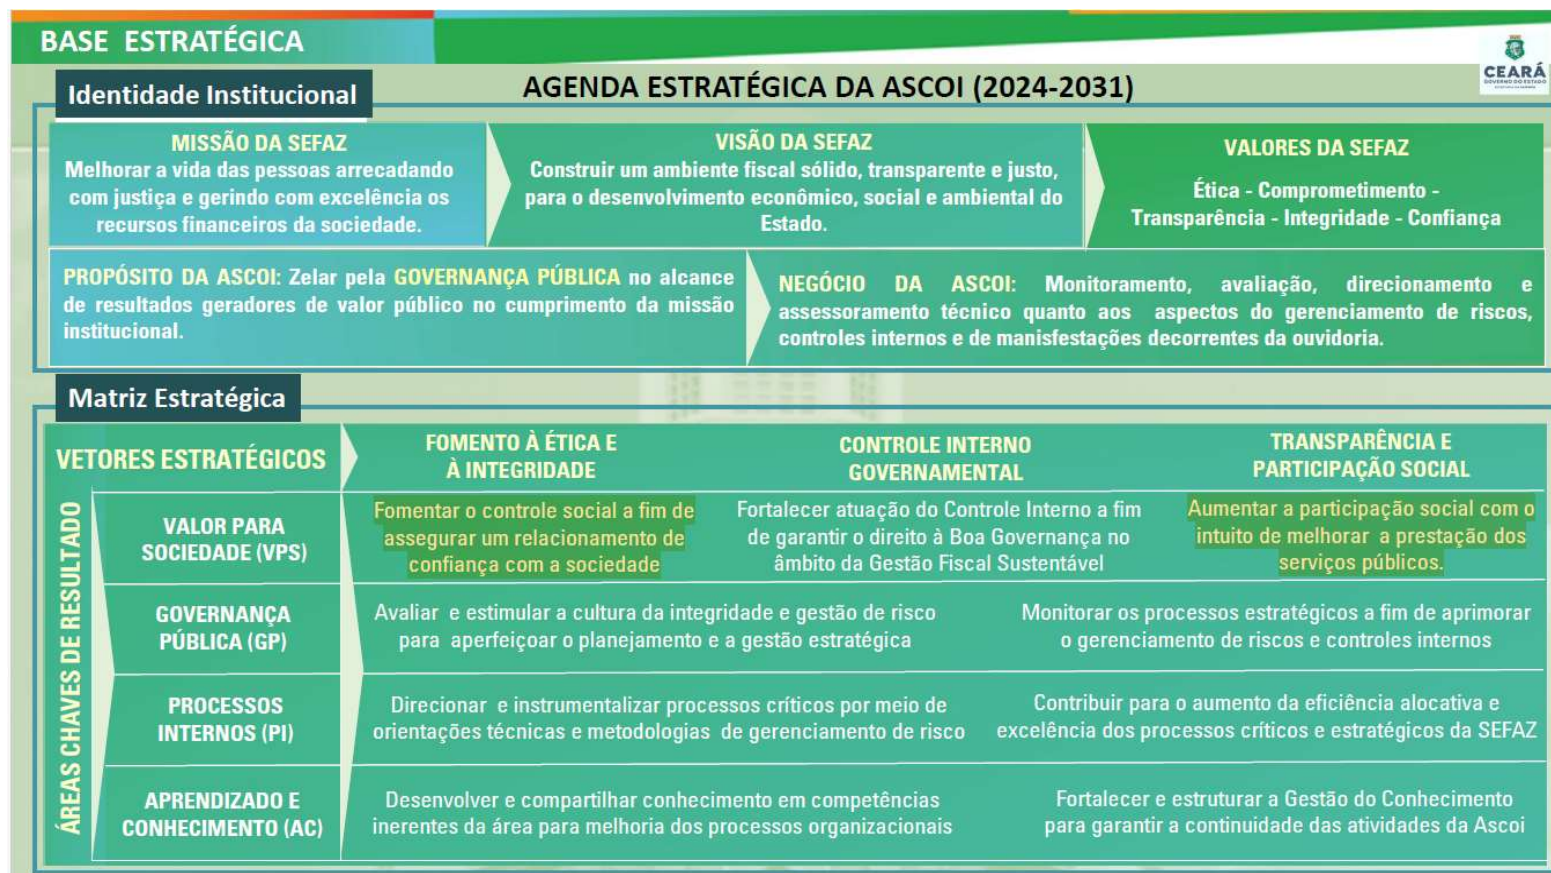 BASE ESTRATÉGICA
CEARÁ
GOVERNO DO ESTADO
Identidade Institucional
AGENDA ESTRATÉGICA DA ASCOI (2024-2031)
MISSÃO DA SEFAZ
Melhorar a vida das pessoas arrecadando
com justiça e gerindo com excelência os
recursos financeiros da sociedade.
VISÃO DA SEFAZ
Construir um ambiente fiscal sólido, transparente e justo,
para o desenvolvimento econômico, social e ambiental do
Estado.
VALORES DA SEFAZ
Ética - Comprometimento -
Transparência - Integridade - Confiança
PROPÓSITO DA ASCOI: Zelar pela GOVERNANÇA PÚBLICA no alcance
de resultados geradores de valor público no cumprimento da missão
institucional.
NEGÓCIO DA ASCOI: Monitoramento, avaliação, direcionamento e
assessoramento técnico quanto aos aspectos do gerenciamento de riscos,
controles internos e de manisfestações decorrentes da ouvidoria.
Matriz Estratégica
VETORES ESTRATÉGICOS
FOMENTO À ÉTICA E
À INTEGRIDADE
CONTROLE INTERNO
GOVERNAMENTAL
TRANSPARÊNCIA E
PARTICIPAÇÃO SOCIAL
ÁREAS CHAVES DE RESULTADO
VALOR PARA
SOCIEDADE (VPS)
Fomentar o controle social a fim de
assegurar um relacionamento de
confiança com a sociedade
Fortalecer atuação do Controle Interno a fim
de garantir o direito à Boa Governança no
âmbito da Gestão Fiscal Sustentável
Aumentar a participação social com o
intuito de melhorar a prestação dos
serviços públicos.
GOVERNANÇA
PÚBLICA (GP)
Avaliar e estimular a cultura da integridade e gestão de risco
para aperfeiçoar o planejamento e a gestão estratégica
Monitorar os processos estratégicos a fim de aprimorar
o gerenciamento de riscos e controles internos
PROCESSOS
INTERNOS (PI)
Direcionar e instrumentalizar processos críticos por meio de
orientações técnicas e metodologias de gerenciamento de risco
Contribuir para o aumento da eficiência alocativa e
excelência dos processos críticos e estratégicos da SEFAZ
APRENDIZADO E
CONHECIMENTO (AC)
Desenvolver e compartilhar conhecimento em competências
inerentes da área para melhoria dos processos organizacionais
Fortalecer e estruturar a Gestão do Conhecimento
para garantir a continuidade das atividades da Ascoi